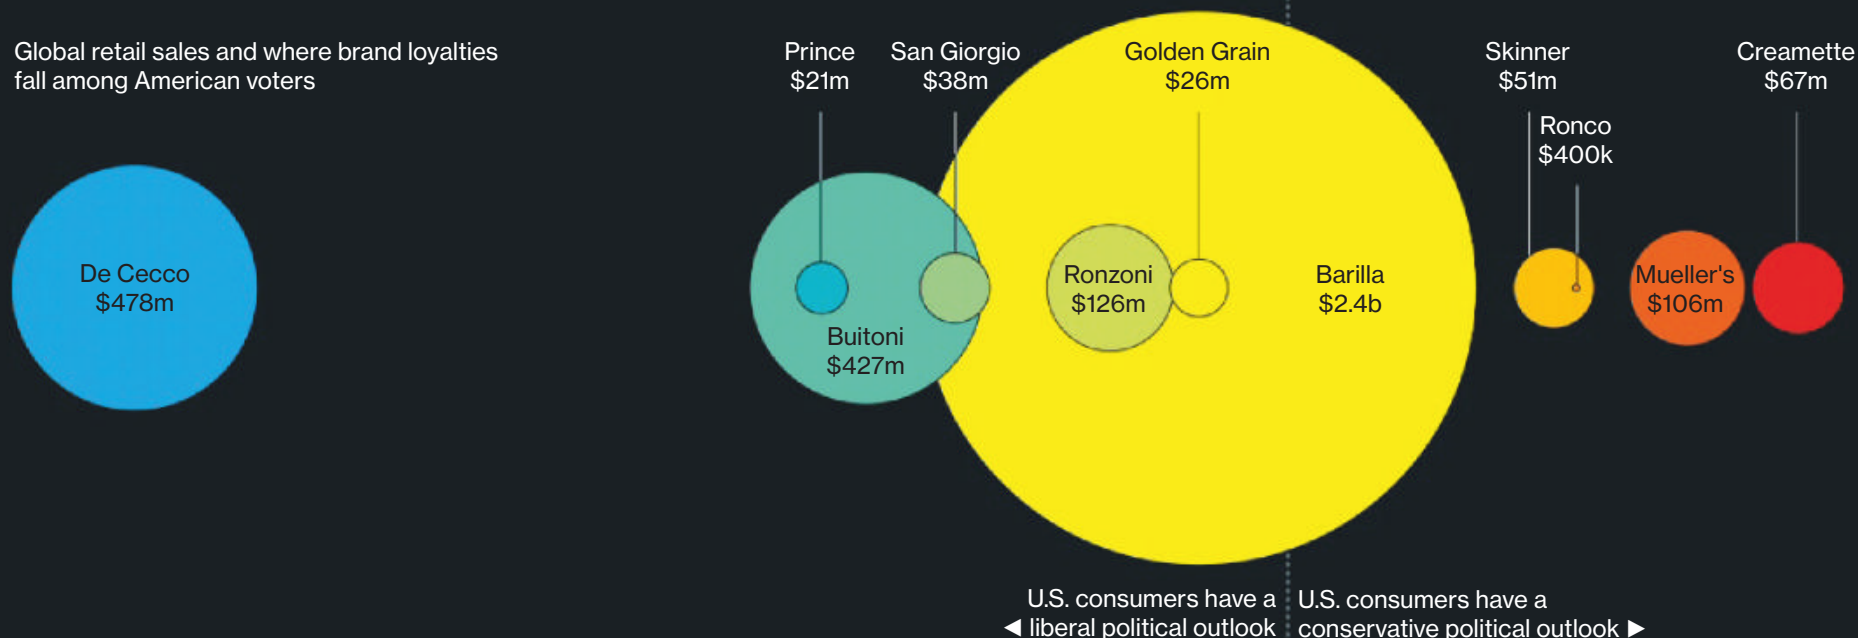 Global retail sales and where brand loyalties
fall among American voters
Prince
$21m
San Giorgio
$38m
Golden Grain
$26m
Skinner
$51m
Creamette
$67m
Ronco
$400k
De Cecco
$478m
Buitoni
$427m
Ronzoni
$126m
Barilla
$2.4b
Mueller's
$106m
U.S. consumers have a
◀ liberal political outlook
U.S. consumers have a
conservative political outlook ▶